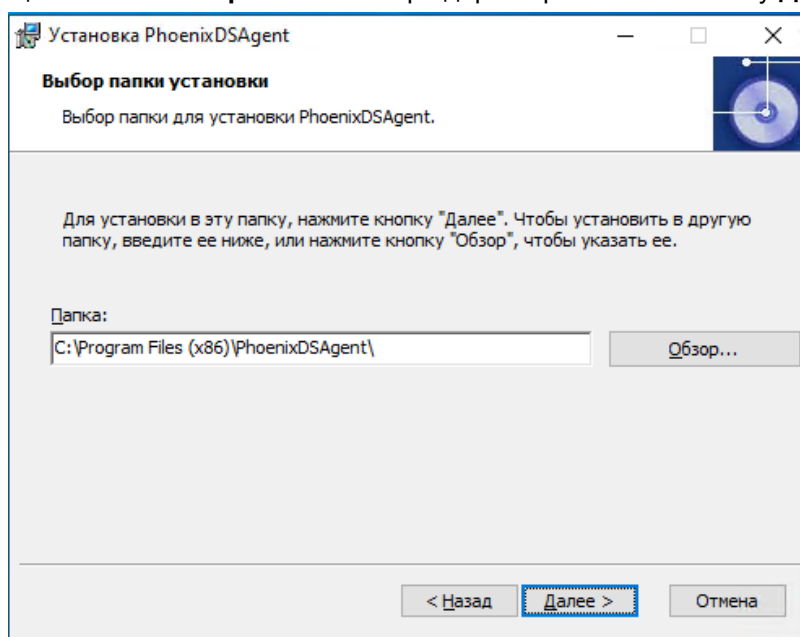 Установка PhoenixDSAgent
Выбор папки установки
Выбор папки для установки PhoenixDSAgent.
Для установки в эту папку, нажмите кнопку "Далее". Чтобы установить в другую
папку, введите ее ниже, или нажмите кнопку "Обзор", чтобы указать ее.
Папка:
C:\Program Files (x86)\PhoenixDSAgent\
Обзор...
< Назад
Далее >
Отмена